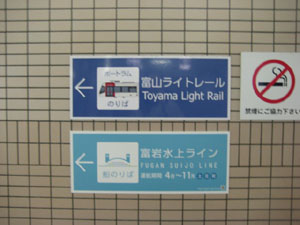 ポートラム
のりば
富山ライトレール
Toyama Light Rail
禁煙にご協力下さい
船のりば
富岩水上ライン
FUGAN SUIJO LINE
運航期間 4月〜11月